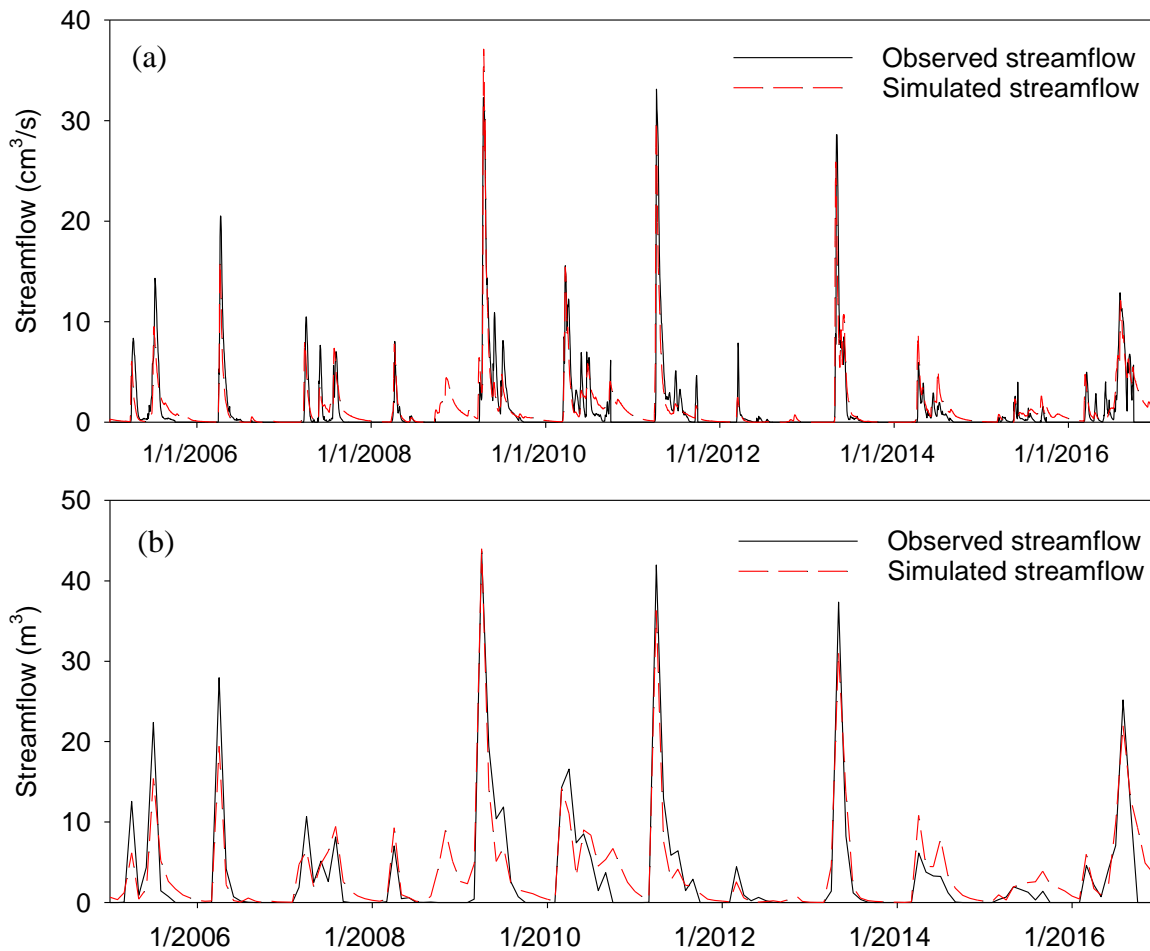 40
(a)
Observed streamflow
Simulated streamflow
30
20
10
0
Streamflow (cm³/s)
1/1/2006 1/1/2008 1/1/2010 1/1/2012 1/1/2014 1/1/2016
50
(b)
Observed streamflow
Simulated streamflow
40
30
20
10
0
Streamflow (m³)
1/2006 1/2008 1/2010 1/2012 1/2014 1/2016